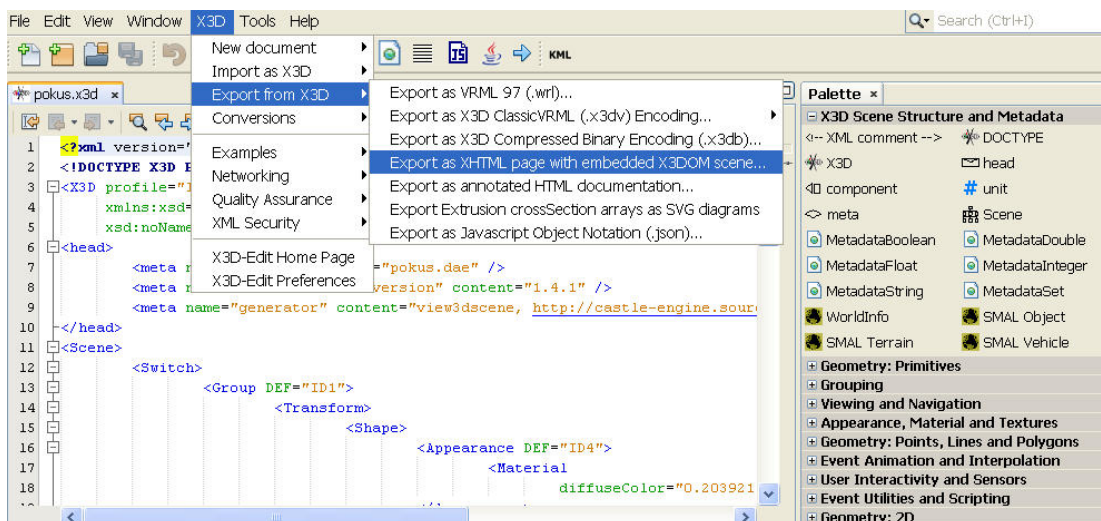 File Edit View Window X3D Tools Help
Search (Ctrl+I)
KML
New document
Import as X3D
Export from X3D
Conversions
Examples
Networking
Quality Assurance
XML Security
X3D-Edit Home Page
X3D-Edit Preferences
Export as VRML 97 (.wrl)...
Export as X3D ClassicVRML (.x3dv) Encoding...
Export as X3D Compressed Binary Encoding (.x3db)...
Export as XHTML page with embedded X3DOM scene...
Export as annotated HTML documentation...
Export Extrusion crossSection arrays as SVG diagrams
Export as Javascript Object Notation (.json)...
pokus.x3d
1 <?xml version="
2 <!DOCTYPE X3D
3 <X3D profile="
4 xmlns:xsd=
5 xsd:noName
6 <head>
7 <meta ="pokus.dae" />
8 <meta version" content="1.4.1" />
9 <meta name="generator" content="view3dscene, http://castle-engine.sour
10 </head>
11 <Scene>
12 <Switch>
13 <Group DEF="ID1">
14 <Transform>
15 <Shape>
16 <Appearance DEF="ID4">
17 <Material
18 diffuseColor="0.203921
Palette
X3D Scene Structure and Metadata
<!-- XML comment --> DOCTYPE
X3D head
component unit
meta Scene
MetadataBoolean MetadataDouble
MetadataFloat MetadataInteger
MetadataString MetadataSet
WorldInfo SMAL Object
SMAL Terrain SMAL Vehicle
Geometry: Primitives
Grouping
Viewing and Navigation
Appearance, Material and Textures
Geometry: Points, Lines and Polygons
Event Animation and Interpolation
User Interactivity and Sensors
Event Utilities and Scripting
Geometry: 2D